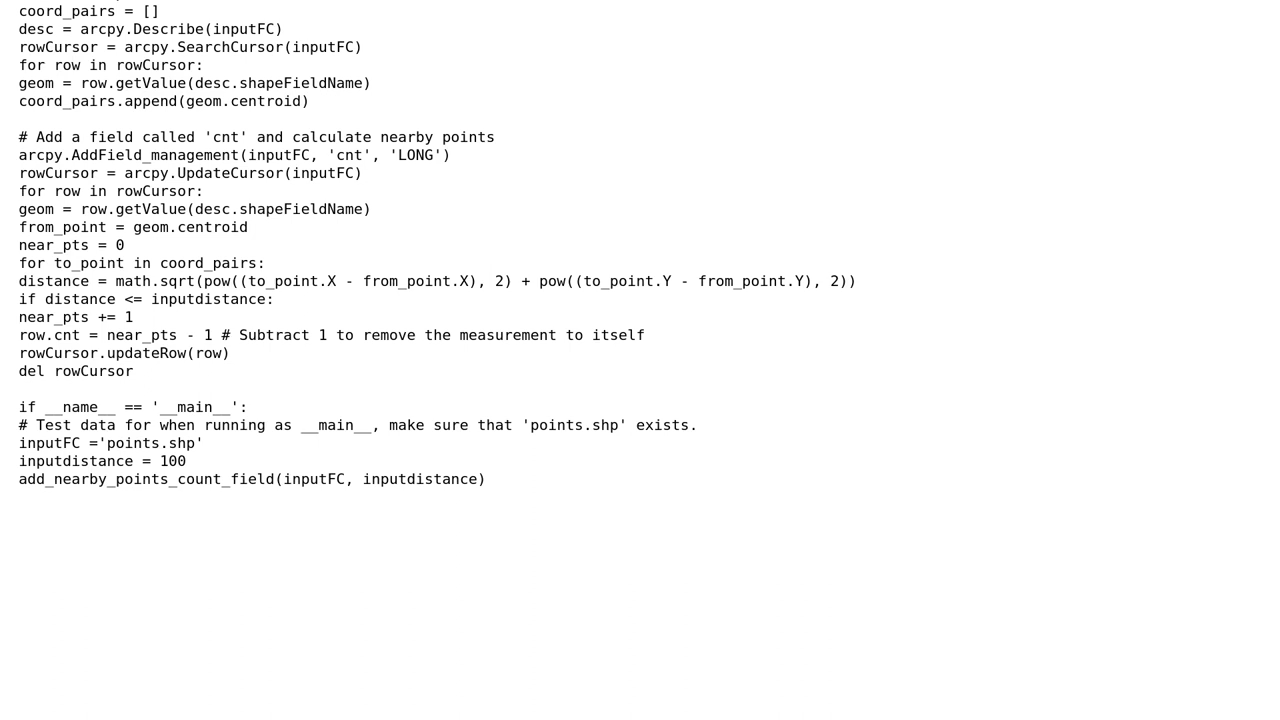 coord_pairs = []
desc = arcpy.Describe(inputFC)
rowCursor = arcpy.SearchCursor(inputFC)
for row in rowCursor:
geom = row.getValue(desc.shapeFieldName)
coord_pairs.append(geom.centroid)

# Add a field called 'cnt' and calculate nearby points
arcpy.AddField_management(inputFC, 'cnt', 'LONG')
rowCursor = arcpy.UpdateCursor(inputFC)
for row in rowCursor:
geom = row.getValue(desc.shapeFieldName)
from_point = geom.centroid
near_pts = 0
for to_point in coord_pairs:
distance = math.sqrt(pow((to_point.X - from_point.X), 2) + pow((to_point.Y - from_point.Y), 2))
if distance <= inputdistance:
near_pts += 1
row.cnt = near_pts - 1 # Subtract 1 to remove the measurement to itself
rowCursor.updateRow(row)
del rowCursor

if __name__ == '__main__':
# Test data for when running as __main__, make sure that 'points.shp' exists.
inputFC ='points.shp'
inputdistance = 100
add_nearby_points_count_field(inputFC, inputdistance)